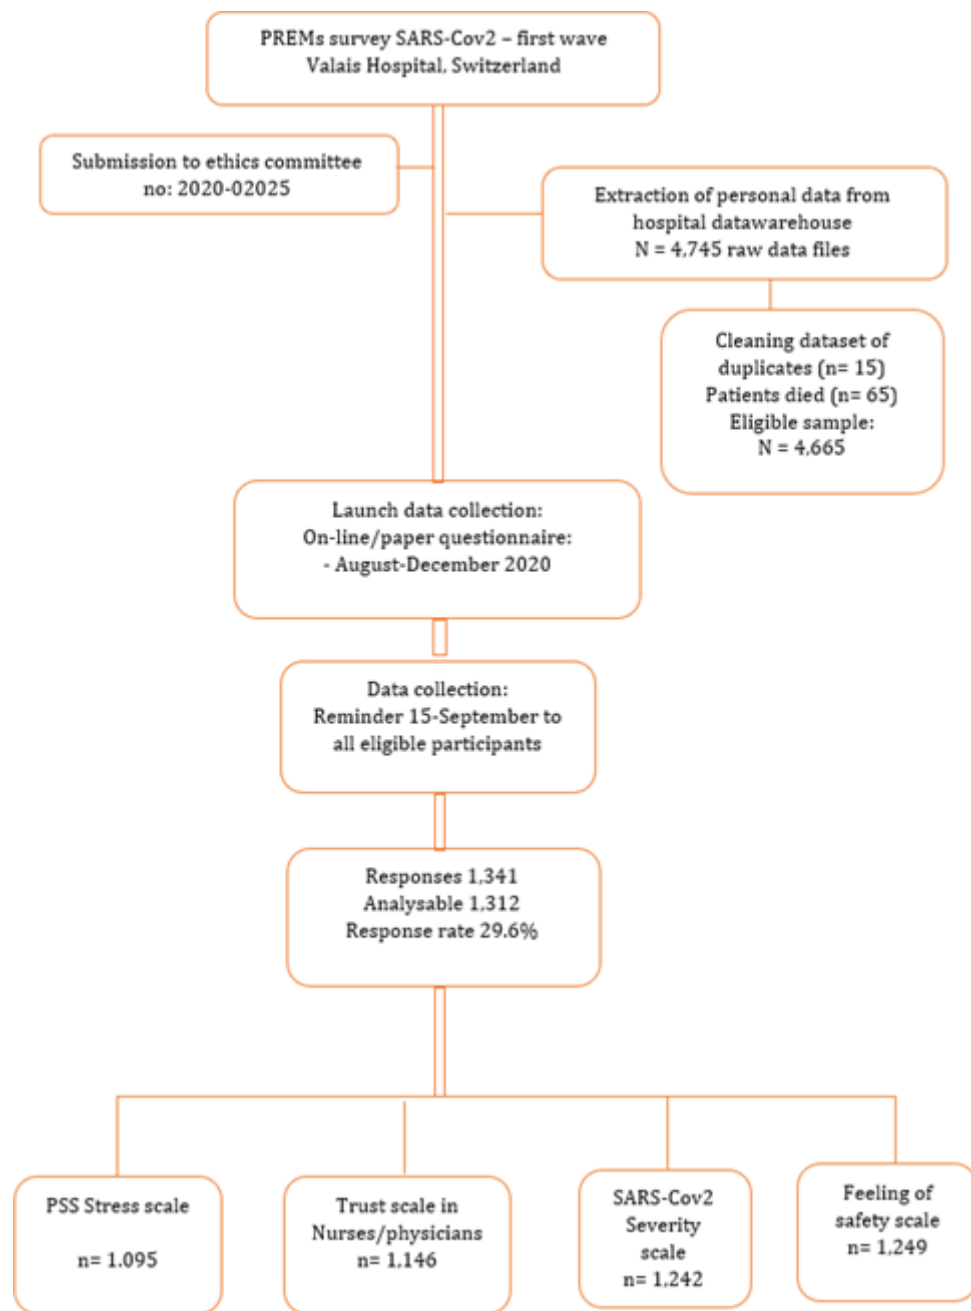 PREMs survey SARS-Cov2 – first wave
Valais Hospital, Switzerland
Submission to ethics committee
no: 2020-02025
Extraction of personal data from
hospital datawarehouse
N = 4,745 raw data files
Cleaning dataset of
duplicates (n= 15)
Patients died (n= 65)
Eligible sample:
N = 4,665
Launch data collection:
On-line/paper questionnaire:
- August-December 2020
Data collection:
Reminder 15-September to
all eligible participants
Responses 1,341
Analysable 1,312
Response rate 29.6%
PSS Stress scale
n= 1.095
Trust scale in
Nurses/physicians
n= 1,146
SARS-Cov2
Severity
scale
n= 1,242
Feeling of
safety scale
n= 1,249